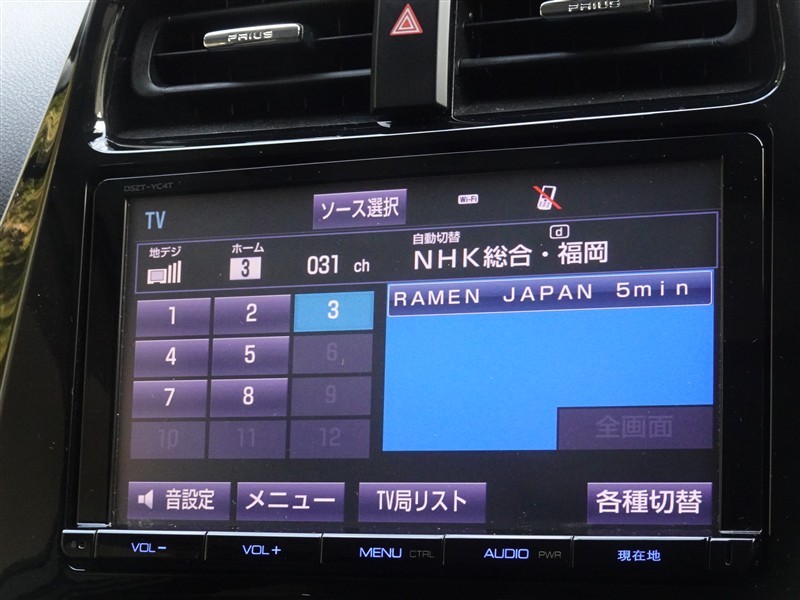 PRIUS
PRIUS
DSZT-YC4T
TV
ソース選択
Wi-Fi
地デジ
ホーム
3
031 ch
自動切替
d
NHK総合・福岡
1
2
3
RAMEN JAPAN 5min
4
5
6
7
8
9
10
11
12
全画面
音設定
メニュー
TV局リスト
各種切替
VOL−
VOL+
MENU CTRL
AUDIO PWR
現在地